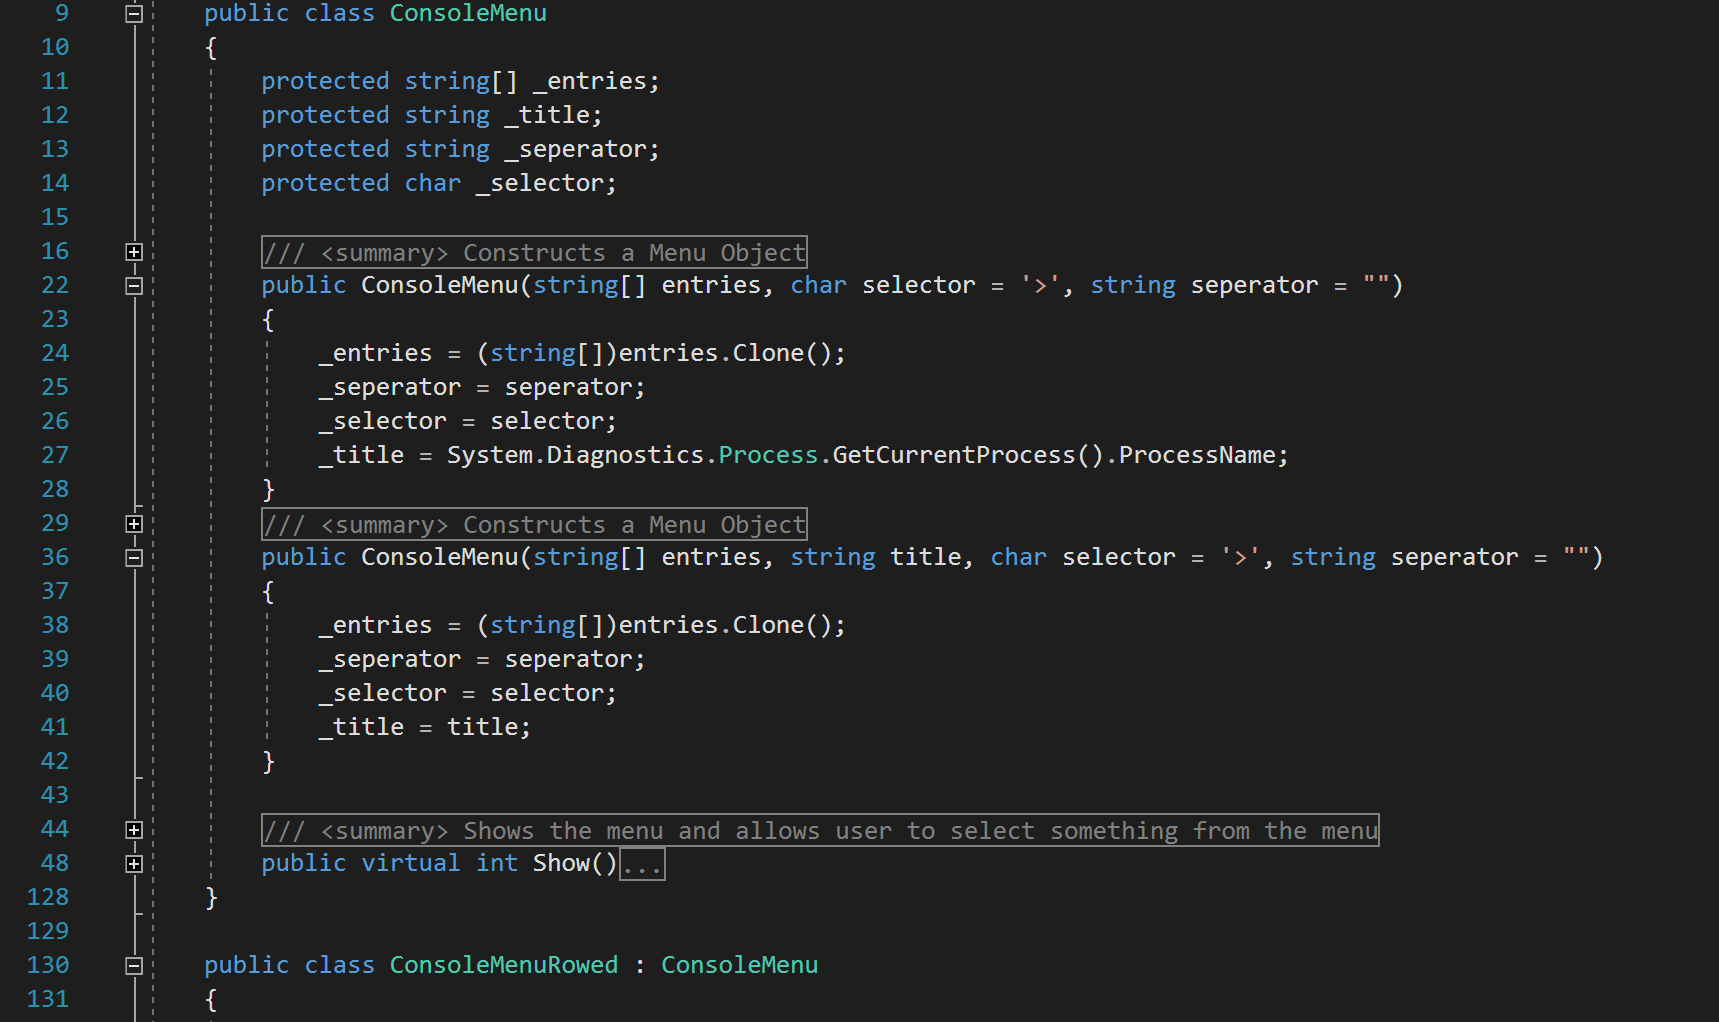 9 public class ConsoleMenu
10 {
11 protected string[] _entries;
12 protected string _title;
13 protected string _seperator;
14 protected char _selector;
15
16 /// <summary> Constructs a Menu Object
22 public ConsoleMenu(string[] entries, char selector = '>', string seperator = "")
23 {
24 _entries = (string[])entries.Clone();
25 _seperator = seperator;
26 _selector = selector;
27 _title = System.Diagnostics.Process.GetCurrentProcess().ProcessName;
28 }
29 /// <summary> Constructs a Menu Object
36 public ConsoleMenu(string[] entries, string title, char selector = '>', string seperator = "")
37 {
38 _entries = (string[])entries.Clone();
39 _seperator = seperator;
40 _selector = selector;
41 _title = title;
42 }
43
44 /// <summary> Shows the menu and allows user to select something from the menu
48 public virtual int Show()...
128 }
129
130 public class ConsoleMenuRowed : ConsoleMenu
131 {